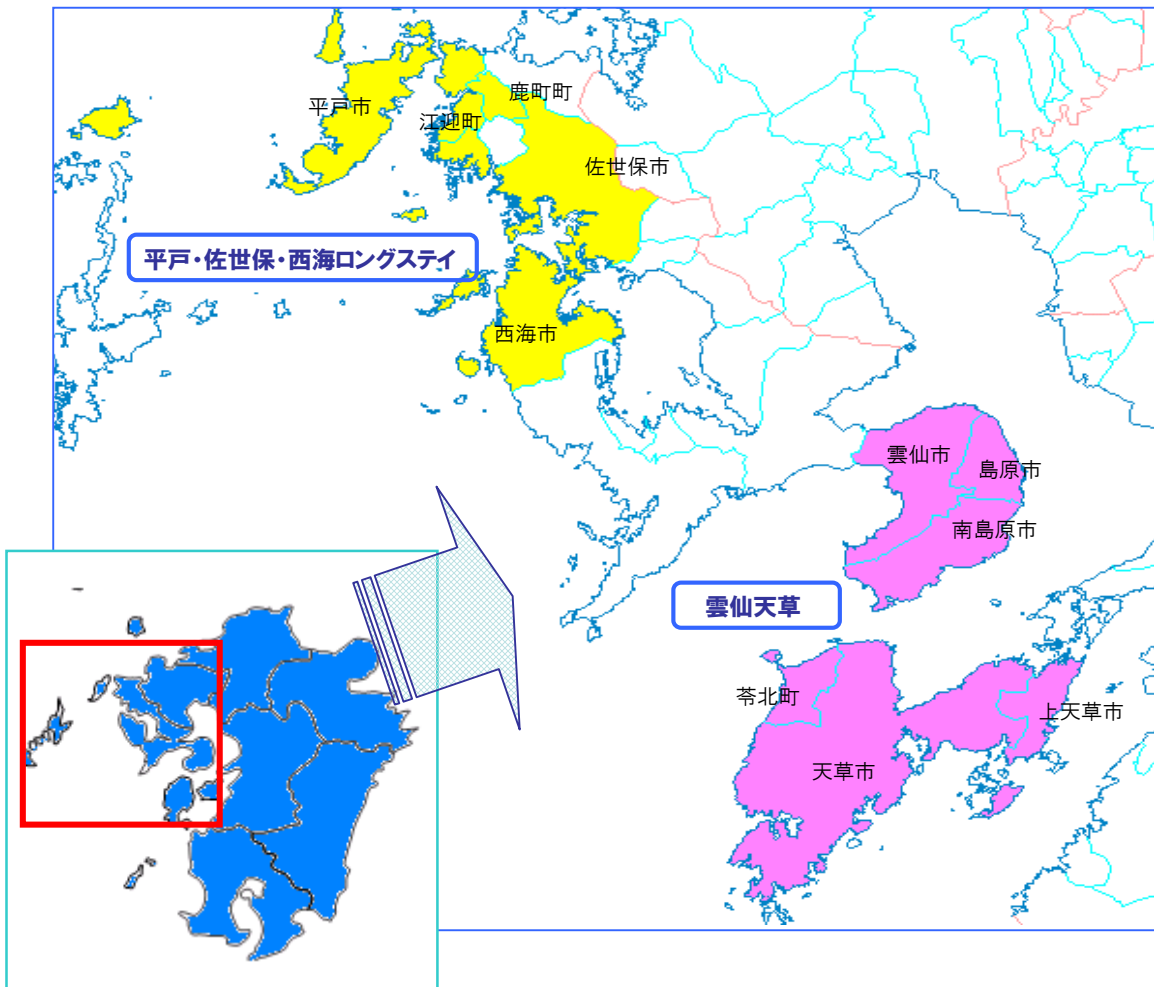 鹿町町
平戸市
江迎町
佐世保市
平戸・佐世保・西海ロングステイ
西海市
雲仙市
島原市
南島原市
雲仙天草
苓北町
上天草市
天草市